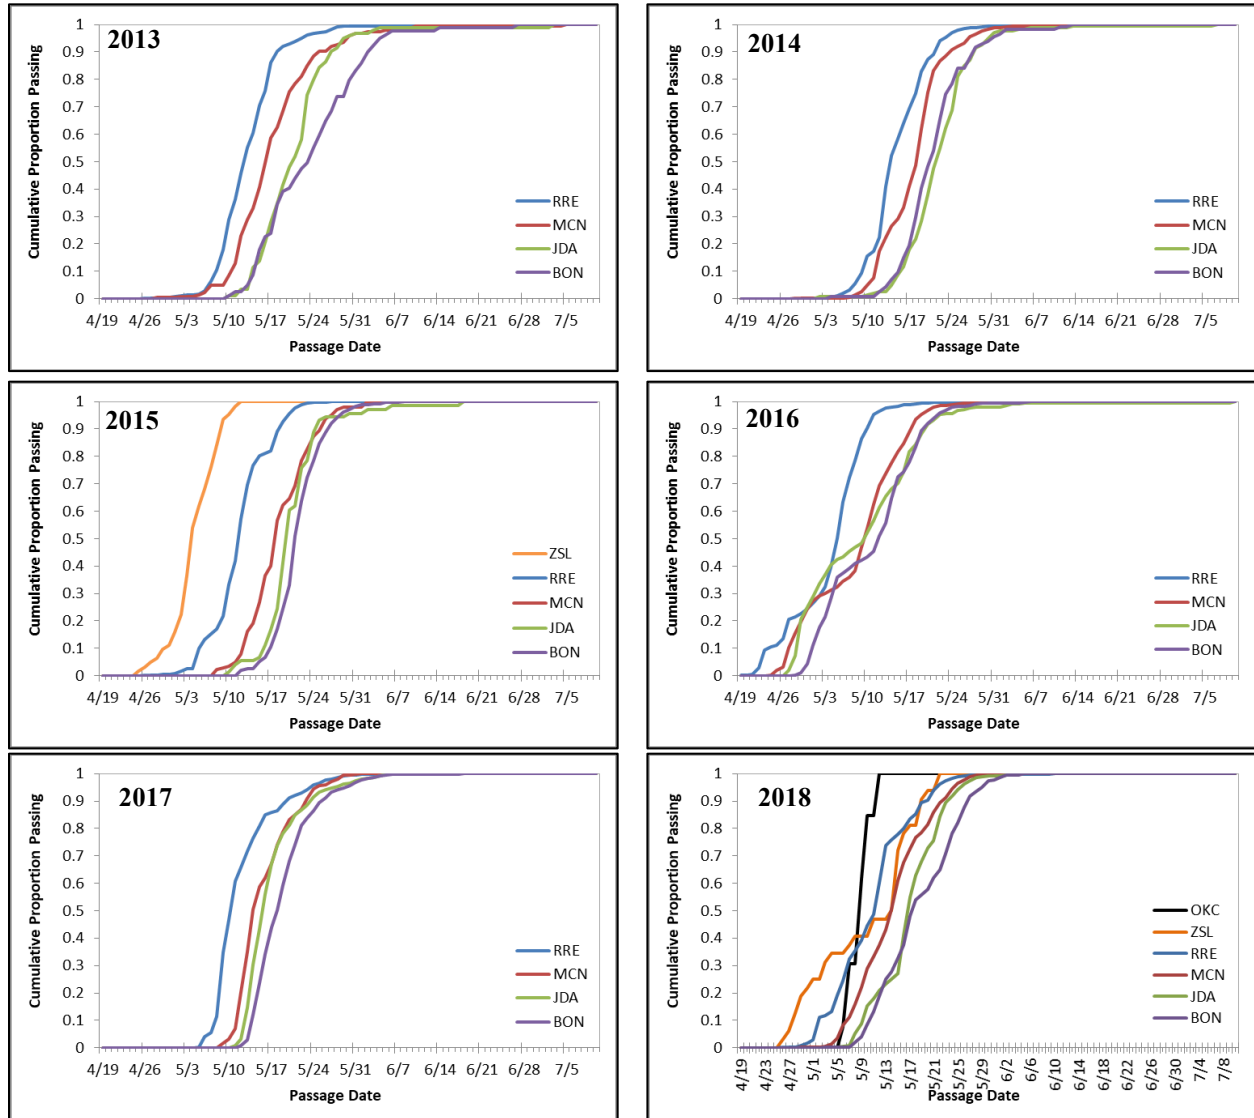 2013
Cumulative Proportion Passing
1
0.9
0.8
0.7
0.6
0.5
0.4
0.3
0.2
0.1
0
RRE
MCN
JDA
BON
4/19 4/26 5/3 5/10 5/17 5/24 5/31 6/7 6/14 6/21 6/28 7/5
Passage Date
2014
Cumulative Proportion Passing
1
0.9
0.8
0.7
0.6
0.5
0.4
0.3
0.2
0.1
0
RRE
MCN
JDA
BON
4/19 4/26 5/3 5/10 5/17 5/24 5/31 6/7 6/14 6/21 6/28 7/5
Passage Date
2015
Cumulative Proportion Passing
1
0.9
0.8
0.7
0.6
0.5
0.4
0.3
0.2
0.1
0
ZSL
RRE
MCN
JDA
BON
4/19 4/26 5/3 5/10 5/17 5/24 5/31 6/7 6/14 6/21 6/28 7/5
Passage Date
2016
Cumulative Proportion Passing
1
0.9
0.8
0.7
0.6
0.5
0.4
0.3
0.2
0.1
0
RRE
MCN
JDA
BON
4/19 4/26 5/3 5/10 5/17 5/24 5/31 6/7 6/14 6/21 6/28 7/5
Passage Date
2017
Cumulative Proportion Passing
1
0.9
0.8
0.7
0.6
0.5
0.4
0.3
0.2
0.1
0
RRE
MCN
JDA
BON
4/19 4/26 5/3 5/10 5/17 5/24 5/31 6/7 6/14 6/21 6/28 7/5
Passage Date
2018
Cumulative Proportion Passing
1
0.9
0.8
0.7
0.6
0.5
0.4
0.3
0.2
0.1
0
OKC
ZSL
RRE
MCN
JDA
BON
4/19 4/23 4/27 5/1 5/5 5/9 5/13 5/17 5/21 5/25 5/29 6/2 6/6 6/10 6/14 6/18 6/22 6/26 6/30 7/4 7/8
Passage Date